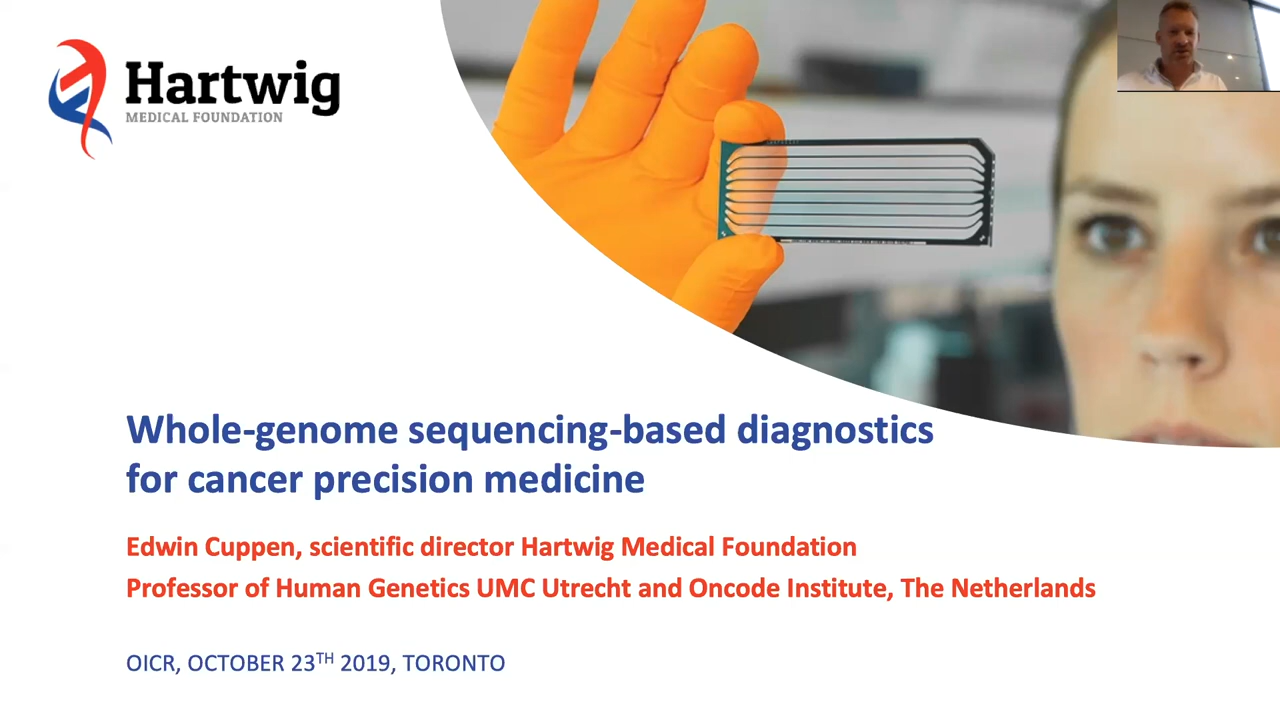 Hartwig
MEDICAL FOUNDATION
Whole-genome sequencing-based diagnostics
for cancer precision medicine
Edwin Cuppen, scientific director Hartwig Medical Foundation
Professor of Human Genetics UMC Utrecht and Oncode Institute, The Netherlands
OICR, OCTOBER 23TH 2019, TORONTO